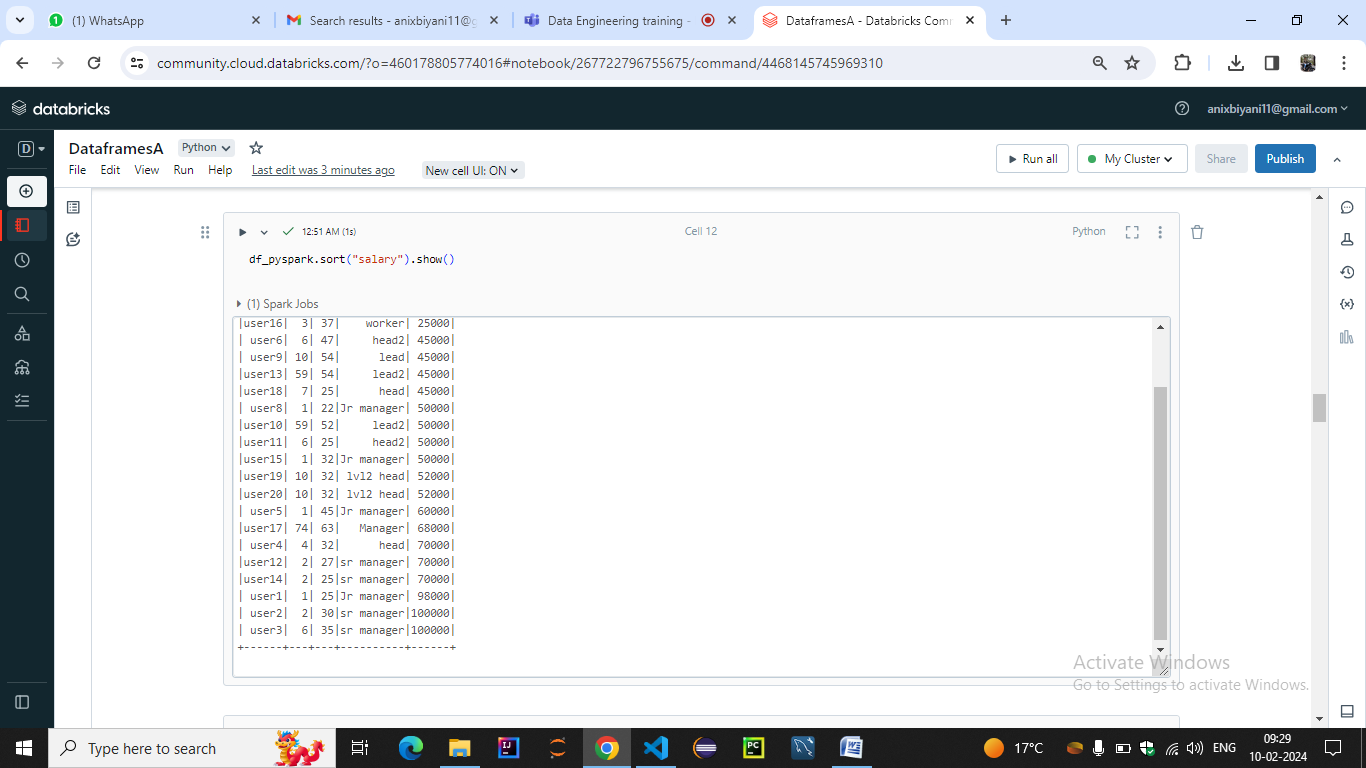 (1) WhatsApp
Search results - anixbiyani11@g
Data Engineering training -
DataframesA - Databricks Comm
community.cloud.databricks.com/?o=460178805774016#notebook/267722796755675/command/4468145745969310
databricks
anixbiyani11@gmail.com
D
DataframesA
Python
File Edit View Run Help
Last edit was 3 minutes ago
New cell UI: ON
Run all
My Cluster
Share
Publish
12:51 AM (1s)
Cell 12
Python
df_pyspark.sort("salary").show()
(1) Spark Jobs
|user16|  3| 37|    worker| 25000|
| user6|  6| 47|     head2| 45000|
| user9| 10| 54|      lead| 45000|
|user13| 59| 54|     lead2| 45000|
|user18|  7| 25|      head| 45000|
| user8|  1| 22|Jr manager| 50000|
|user10| 59| 52|     lead2| 50000|
|user11|  6| 25|     head2| 50000|
|user15|  1| 32|Jr manager| 50000|
|user19| 10| 32| lvl2 head| 52000|
|user20| 10| 32| lvl2 head| 52000|
| user5|  1| 45|Jr manager| 60000|
|user17| 74| 63|   Manager| 68000|
| user4|  4| 32|      head| 70000|
|user12|  2| 27|sr manager| 70000|
|user14|  2| 25|sr manager| 70000|
| user1|  1| 25|Jr manager| 98000|
| user2|  2| 30|sr manager|100000|
| user3|  6| 35|sr manager|100000|
+------+---+---+----------+------+
Activate Windows
Go to Settings to activate Windows.
Type here to search
17°C
ENG
09:29
10-02-2024